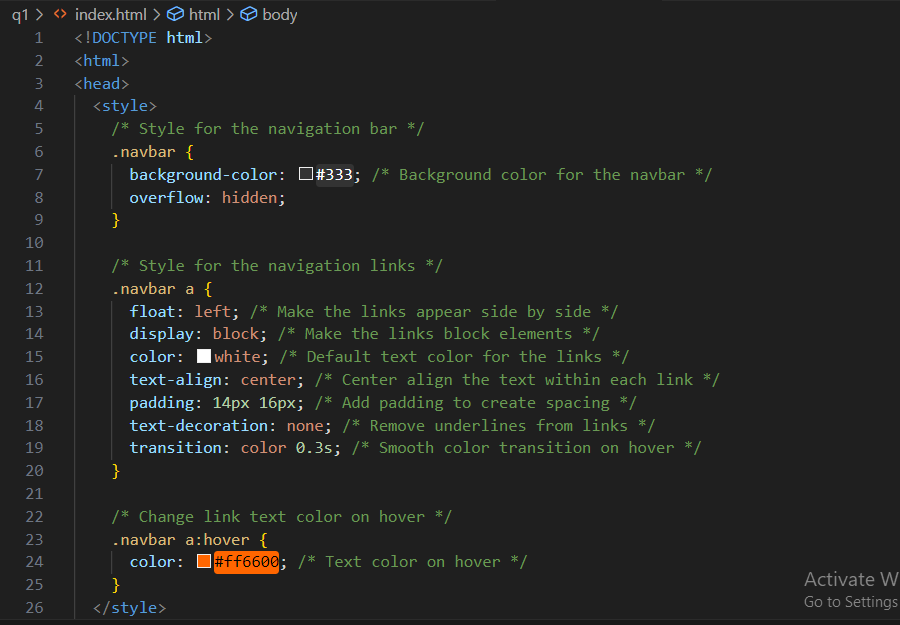 q1 > <> index.html > html > body
1 <!DOCTYPE html>
2 <html>
3 <head>
4 <style>
5 /* Style for the navigation bar */
6 .navbar {
7 background-color: #333; /* Background color for the navbar */
8 overflow: hidden;
9 }
10
11 /* Style for the navigation links */
12 .navbar a {
13 float: left; /* Make the links appear side by side */
14 display: block; /* Make the links block elements */
15 color: white; /* Default text color for the links */
16 text-align: center; /* Center align the text within each link */
17 padding: 14px 16px; /* Add padding to create spacing */
18 text-decoration: none; /* Remove underlines from links */
19 transition: color 0.3s; /* Smooth color transition on hover */
20 }
21
22 /* Change link text color on hover */
23 .navbar a:hover {
24 color: #ff6600; /* Text color on hover */
25 }
26 </style>
Activate W
Go to Settings